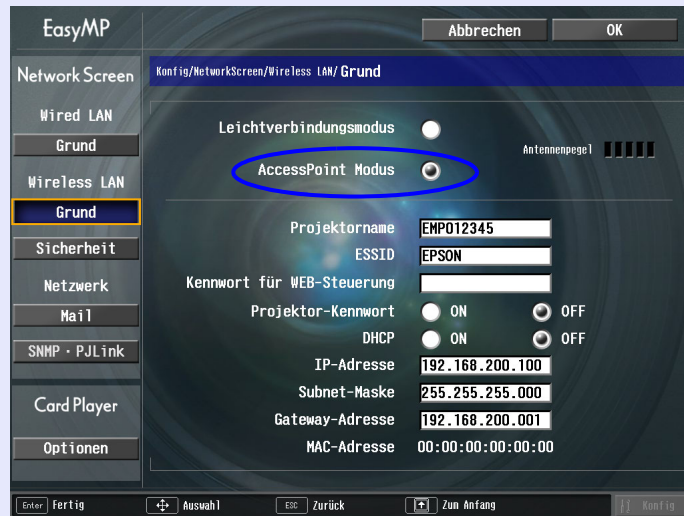 EasyMP
Abbrechen
OK
Network Screen
Konfig/NetworkScreen/Wireless LAN/Grund
Wired LAN
Grund
Wireless LAN
Grund
Sicherheit
Netzwerk
Mail
SNMP・PJLink
Card Player
Optionen
Leichtverbindungsmodus
Antennenpegel
AccessPoint Modus
Projektorname EMP012345
ESSID EPSON
Kennwort für WEB-Steuerung
Projektor-Kennwort ON OFF
DHCP ON OFF
IP-Adresse 192.168.200.100
Subnet-Maske 255.255.255.000
Gateway-Adresse 192.168.200.001
MAC-Adresse 00:00:00:00:00:00
Enter Fertig Auswahl ESC Zurück Zum Anfang Konfig